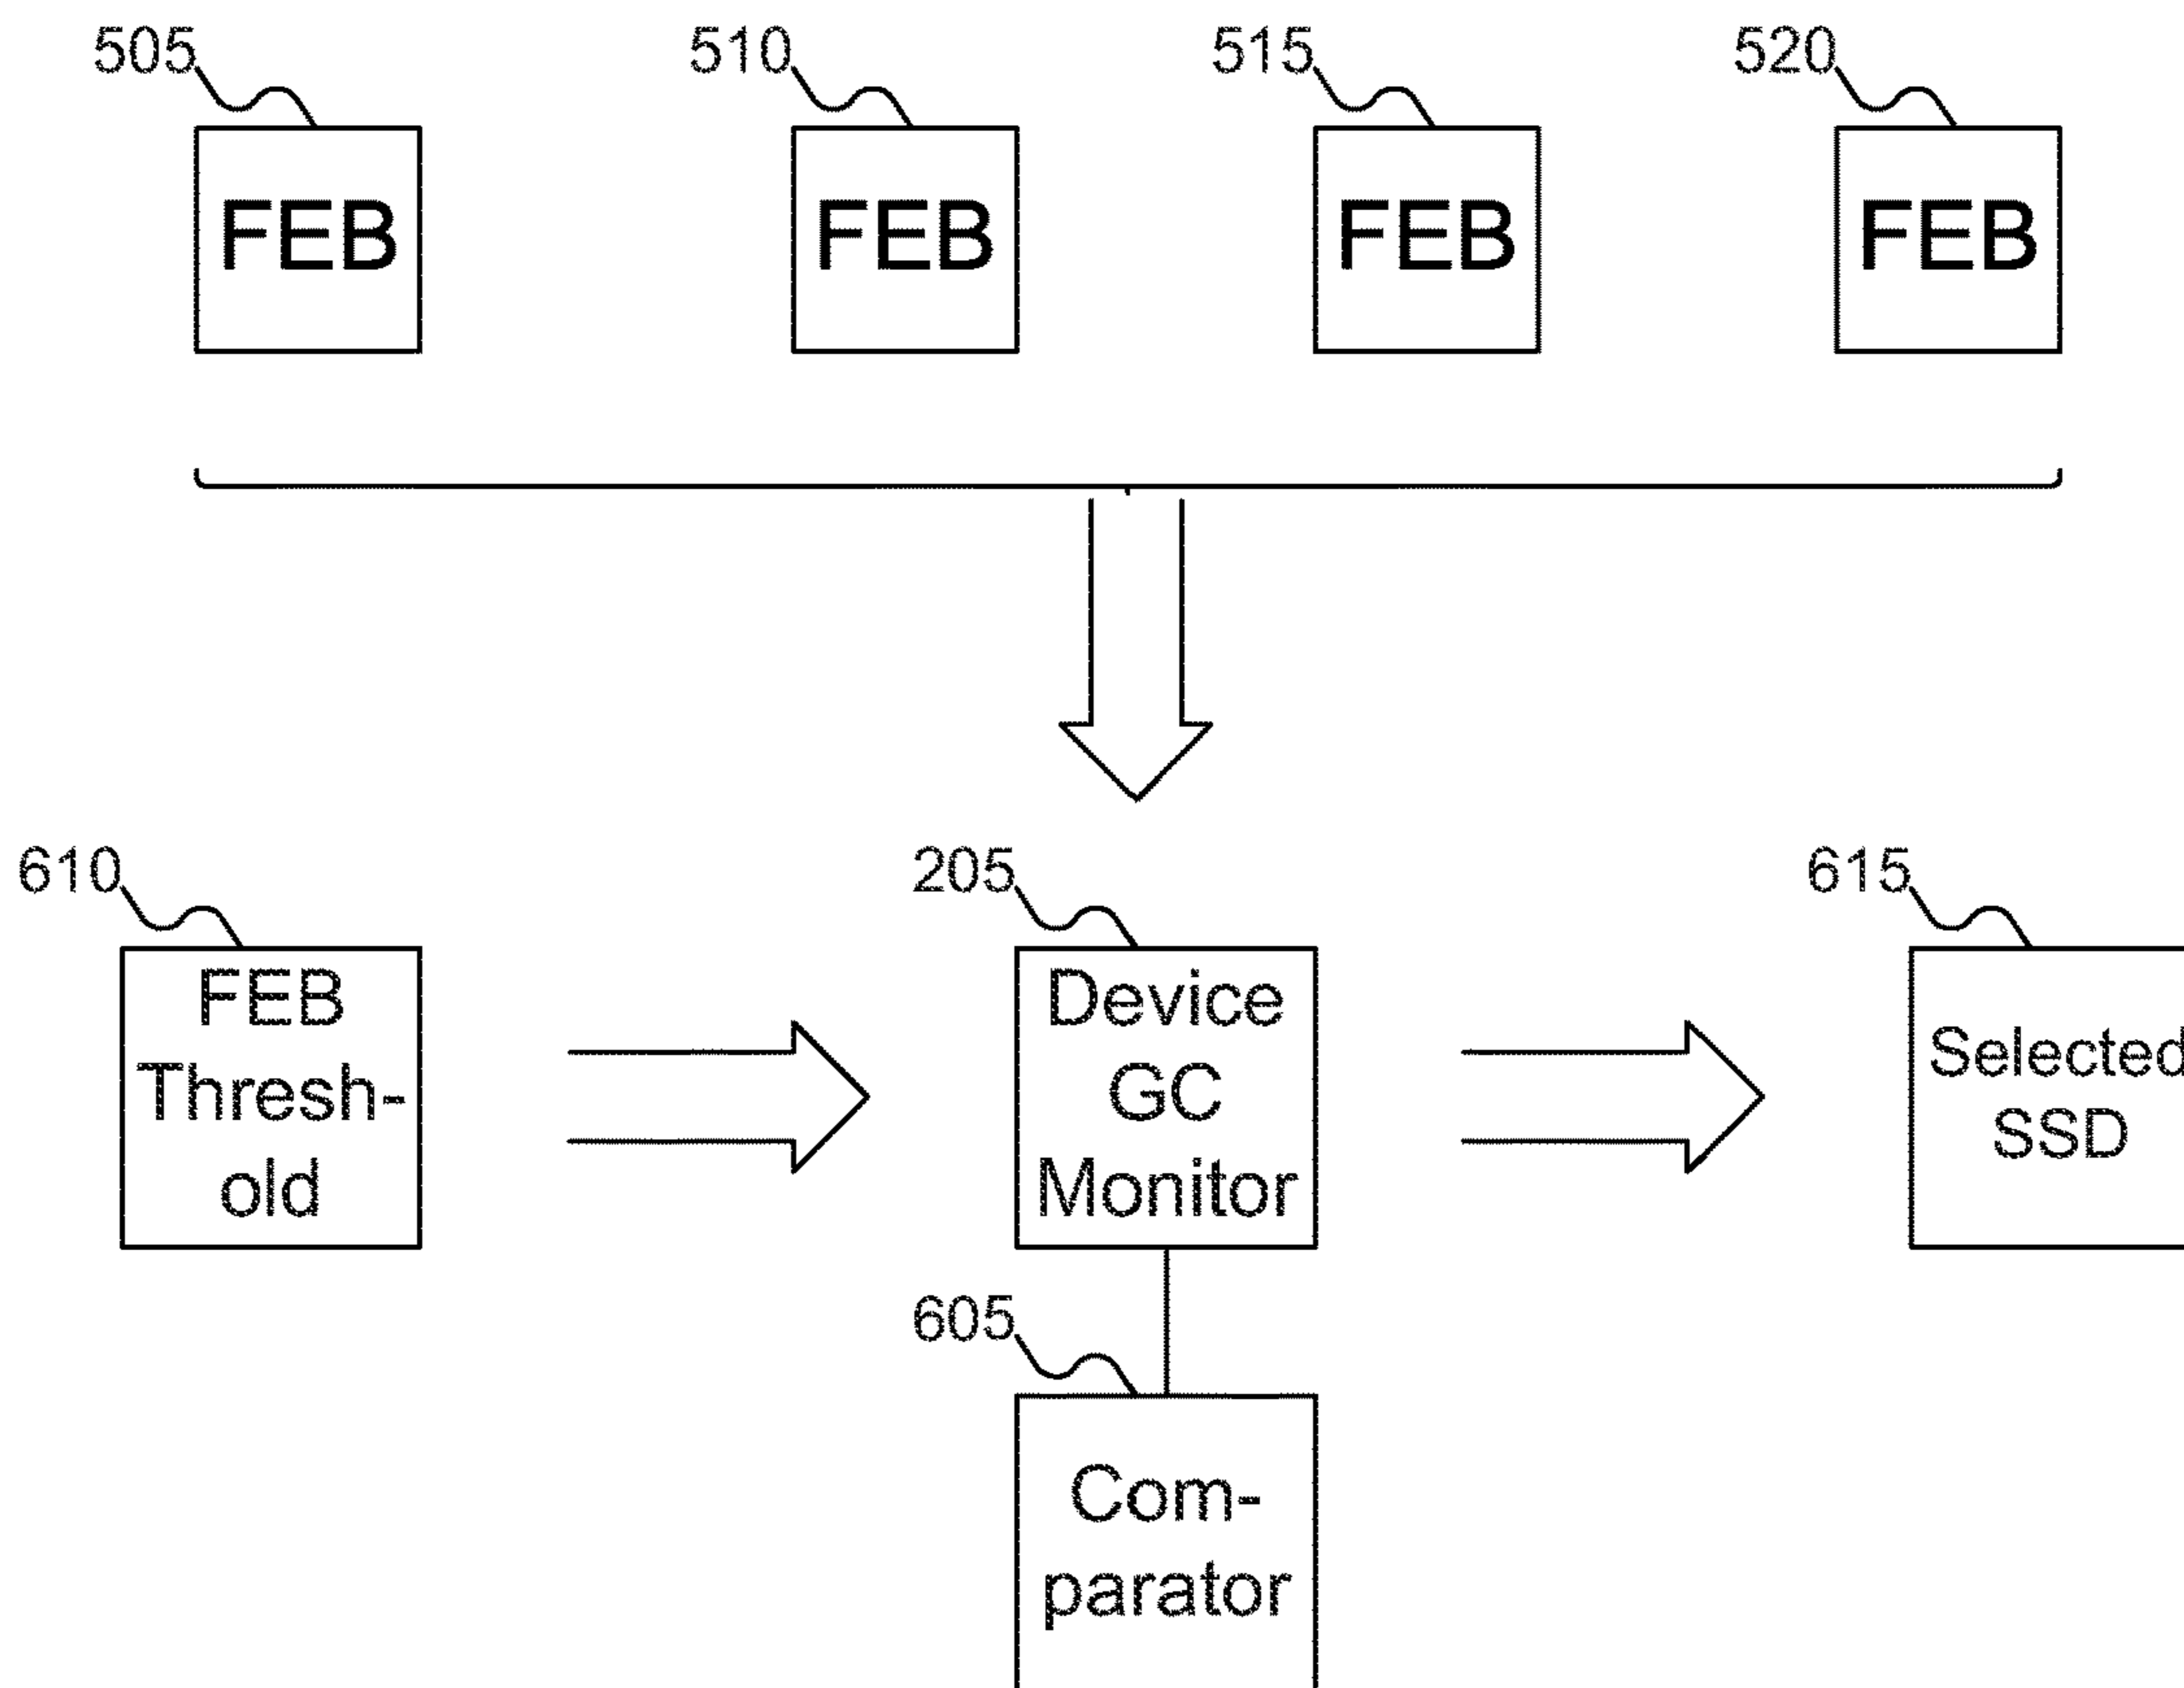 505
510
515
520
FEB
FEB
FEB
FEB
610
205
615
FEB
Thresh-
old
Device
GC
Monitor
Selected
SSD
605
Com-
parator